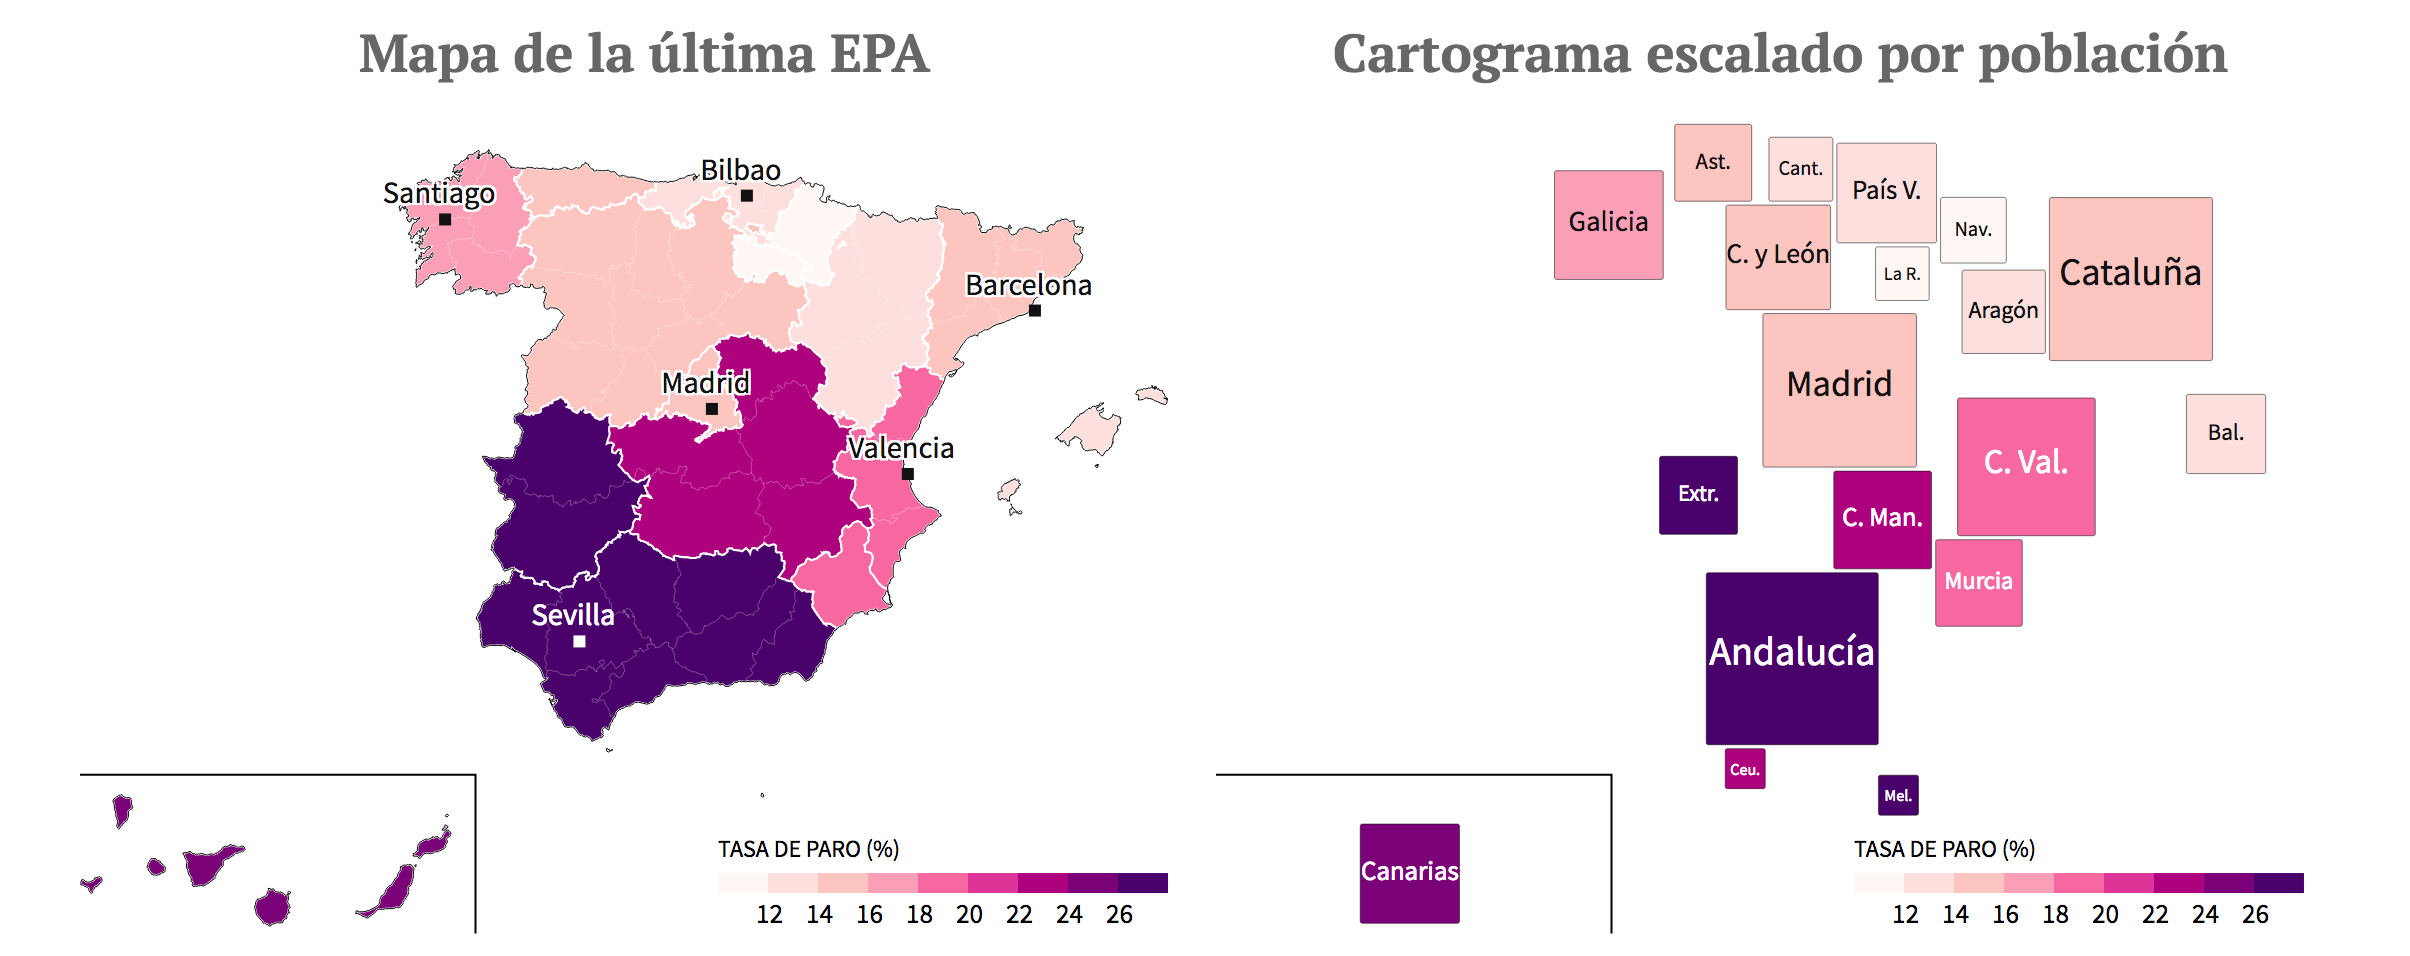 Mapa de la última EPA
Santiago
Bilbao
Barcelona
Madrid
Valencia
Sevilla
TASA DE PARO (%)
12 14 16 18 20 22 24 26
Cartograma escalado por población
Ast.
Cant.
País V.
Galicia
Nav.
C. y León
La R.
Cataluña
Aragón
Madrid
Bal.
C. Val.
Extr.
C. Man.
Murcia
Andalucía
Ceu.
Mel.
Canarias
TASA DE PARO (%)
12 14 16 18 20 22 24 26